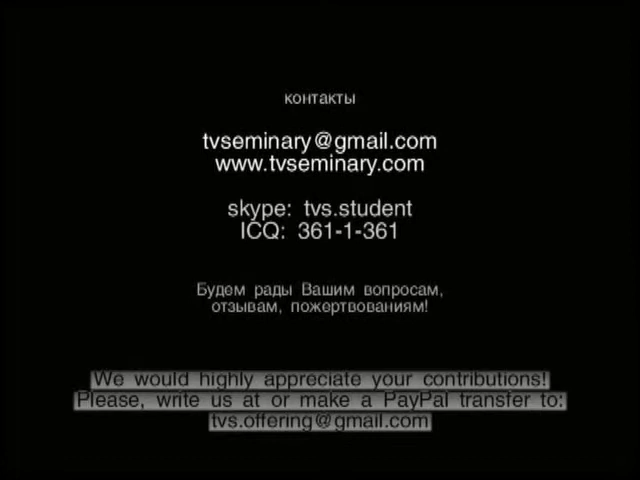 контакты
tvseminary@gmail.com
www.tvseminary.com
skype: tvs.student
ICQ: 361-1-361
Будем рады Вашим вопросам,
отзывам, пожертвованиям!
We would highly appreciate your contributions!
Please, write us at or make a PayPal transfer to:
tvs.offering@gmail.com